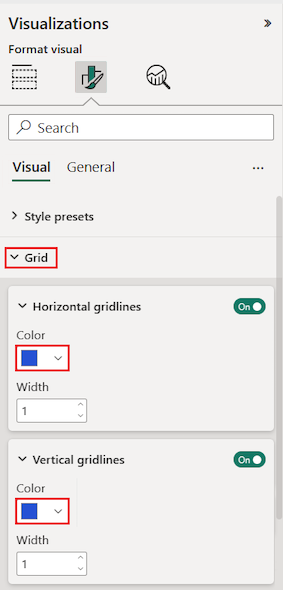 Visualizations »
Format visual
Search
Visual General ...
Style presets
Grid
Horizontal gridlines On
Color
Width
1
Vertical gridlines On
Color
Width
1